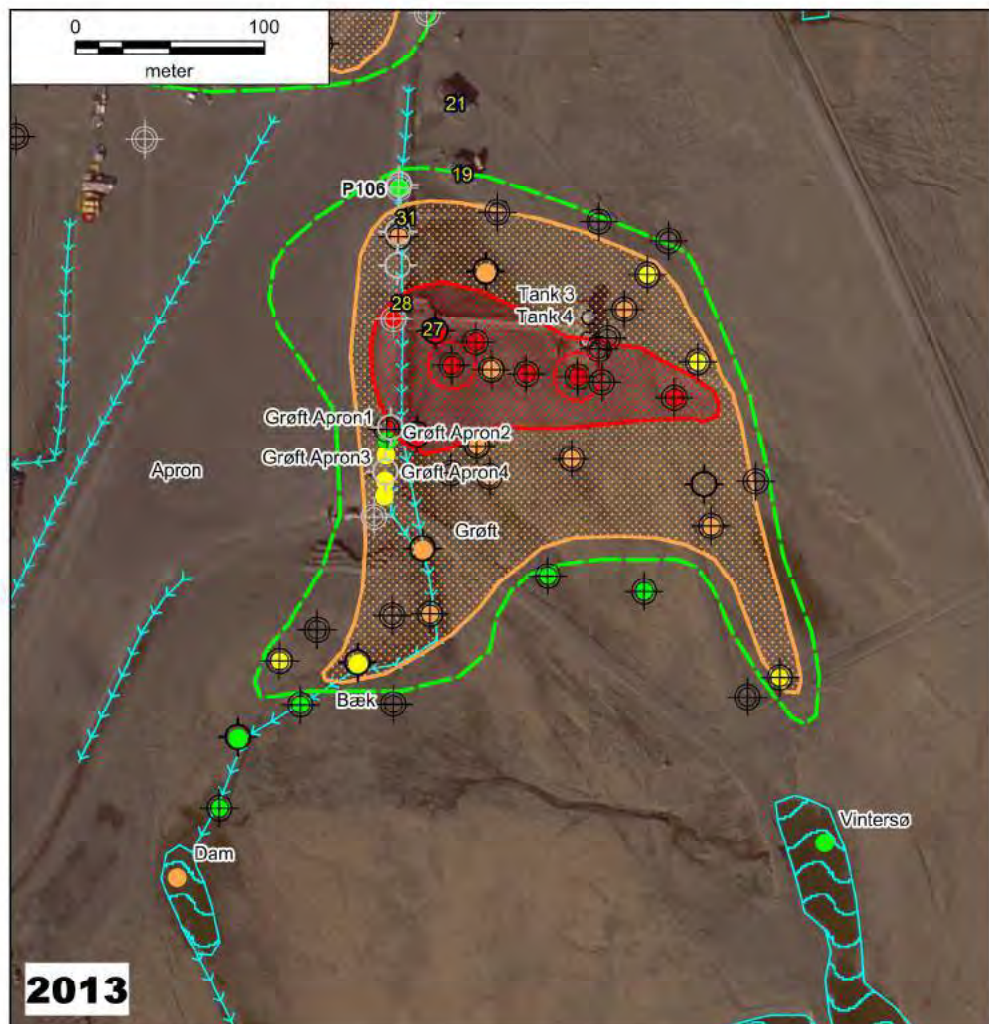 0 100
meter
21
19
P106
31
Tank 3
28
Tank 4
27
Grøft Apron1
Grøft Apron2
Grøft Apron3
Apron
Grøft Apron4
Grøft
Bæk
Vintersø
Dam
2013